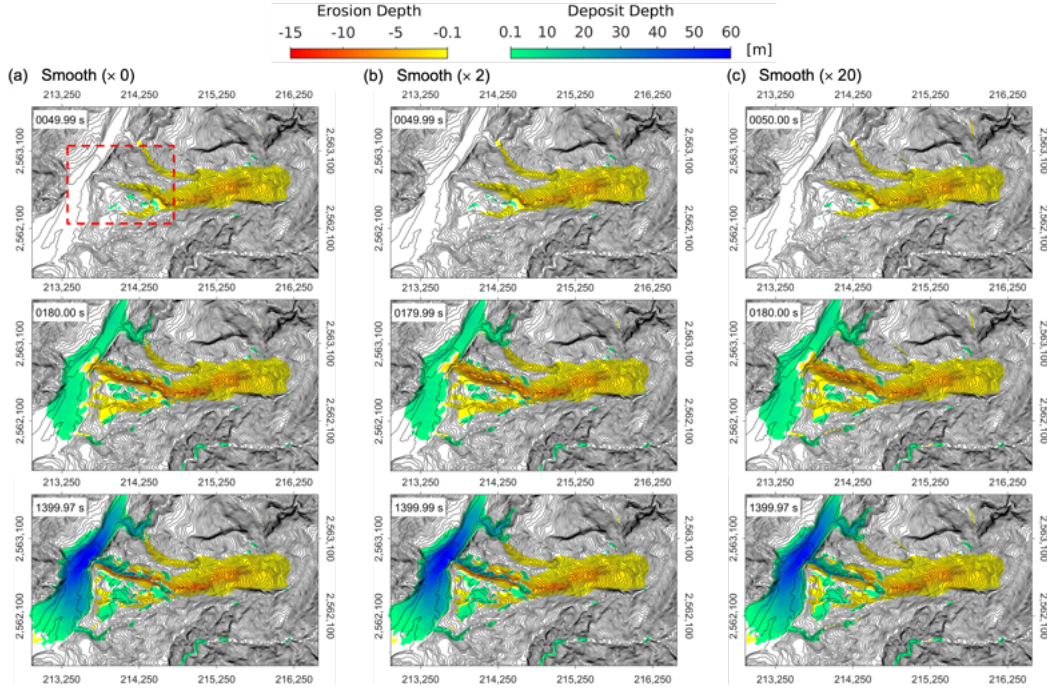 Erosion Depth Deposit Depth
-15 -10 -5 -0.1 0.1 10 20 30 40 50 60 [m]
(a) Smooth (× 0) (b) Smooth (× 2) (c) Smooth (× 20)
213,250 214,250 215,250 216,250 213,250 214,250 215,250 216,250 213,250 214,250 215,250 216,250
0049.99 s 0049.99 s 0050.00 s
2,563,100 2,563,100 2,563,100 2,563,100 2,563,100 2,563,100
2,562,100 2,562,100 2,562,100 2,562,100 2,562,100 2,562,100
0180.00 s 0179.99 s 0180.00 s
2,563,100 2,563,100 2,563,100 2,563,100 2,563,100 2,563,100
2,562,100 2,562,100 2,562,100 2,562,100 2,562,100 2,562,100
1399.97 s 1399.99 s 1399.97 s
2,563,100 2,563,100 2,563,100 2,563,100 2,563,100 2,563,100
2,562,100 2,562,100 2,562,100 2,562,100 2,562,100 2,562,100
213,250 214,250 215,250 216,250 213,250 214,250 215,250 216,250 213,250 214,250 215,250 216,250